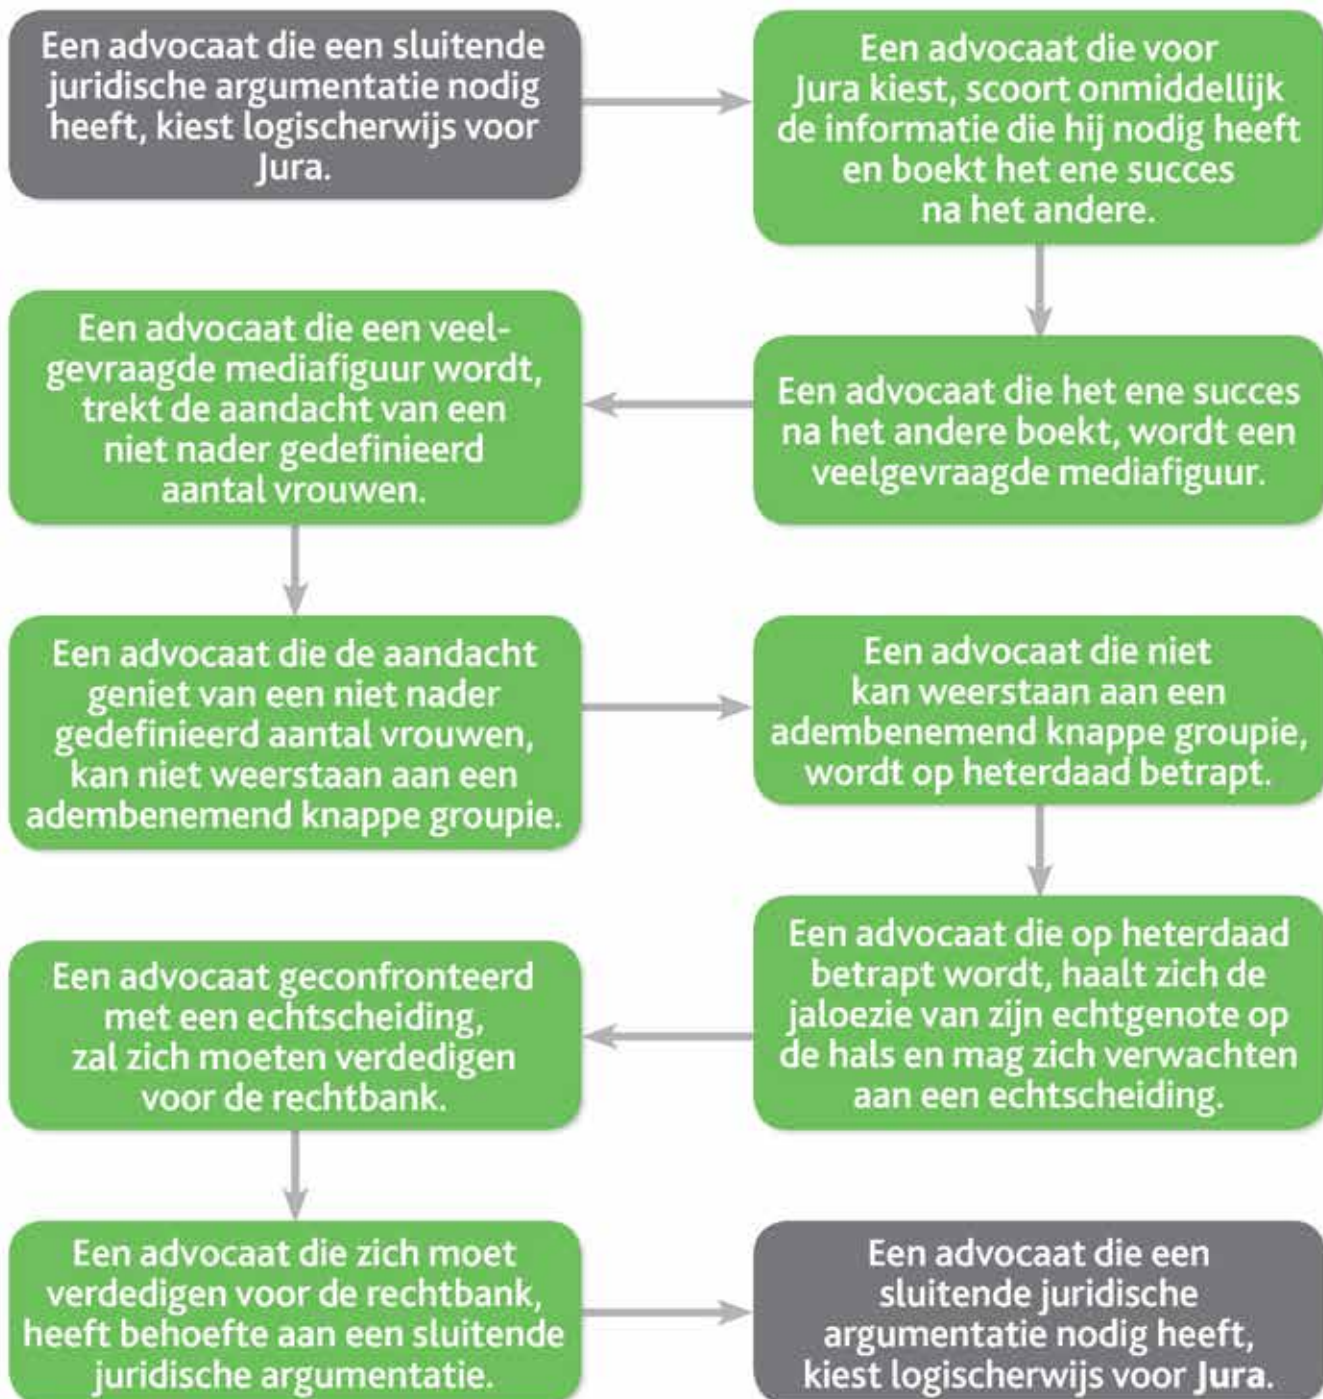 Een advocaat die een sluitende
juridische argumentatie nodig
heeft, kiest logischerwijs voor
Jura.
Een advocaat die voor
Jura kiest, scoort onmiddellijk
de informatie die hij nodig heeft
en boekt het ene succes
na het andere.
Een advocaat die het ene succes
na het andere boekt, wordt een
veelgevraagde mediafiguur.
Een advocaat die een veel-
gevraagde mediafiguur wordt,
trekt de aandacht van een
niet nader gedefinieerd
aantal vrouwen.
Een advocaat die de aandacht
geniet van een niet nader
gedefinieerd aantal vrouwen,
kan niet weerstaan aan een
adembenemend knappe groupie.
Een advocaat die niet
kan weerstaan aan een
adembenemend knappe groupie,
wordt op heterdaad betrapt.
Een advocaat die op heterdaad
betrapt wordt, haalt zich de
jaloezie van zijn echtgenote op
de hals en mag zich verwachten
aan een echtscheiding.
Een advocaat geconfronteerd
met een echtscheiding,
zal zich moeten verdedigen
voor de rechtbank.
Een advocaat die zich moet
verdedigen voor de rechtbank,
heeft behoefte aan een sluitende
juridische argumentatie.
Een advocaat die een
sluitende juridische
argumentatie nodig heeft,
kiest logischerwijs voor Jura.